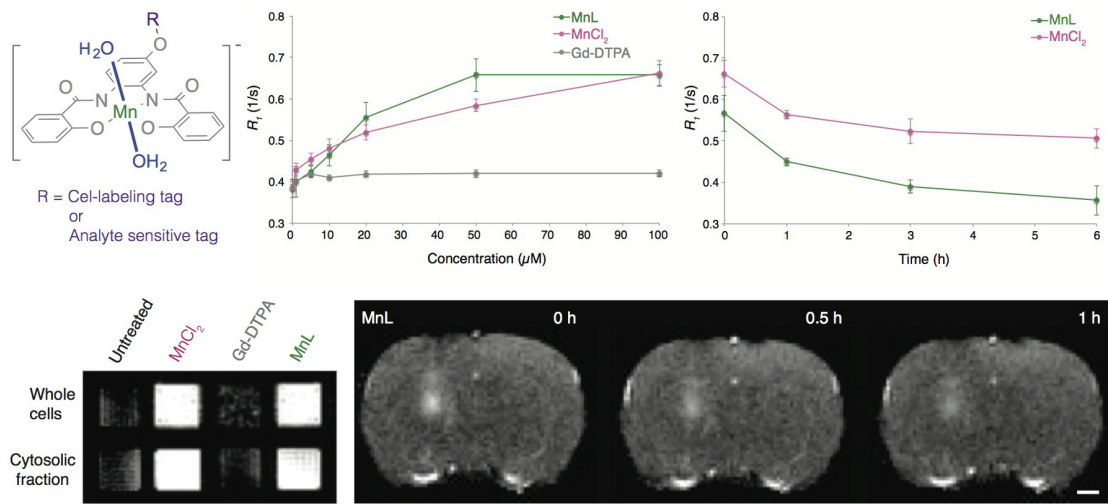 R
O
H₂O
O
N
N
O
Mn
O
O
OH₂
-
R = Cel-labeling tag
or
Analyte sensitive tag
MnL
MnCl₂
Gd-DTPA
R₁ (1/s)
0.8
0.7
0.6
0.5
0.4
0.3
0 10 20 30 40 50 60 70 80 90 100
Concentration (µM)
MnL
MnCl₂
R₁ (1/s)
0.8
0.7
0.6
0.5
0.4
0.3
0 1 2 3 4 5 6
Time (h)
Untreated
MnCl₂
Gd-DTPA
MnL
Whole
cells
Cytosolic
fraction
MnL 0 h
0.5 h
1 h